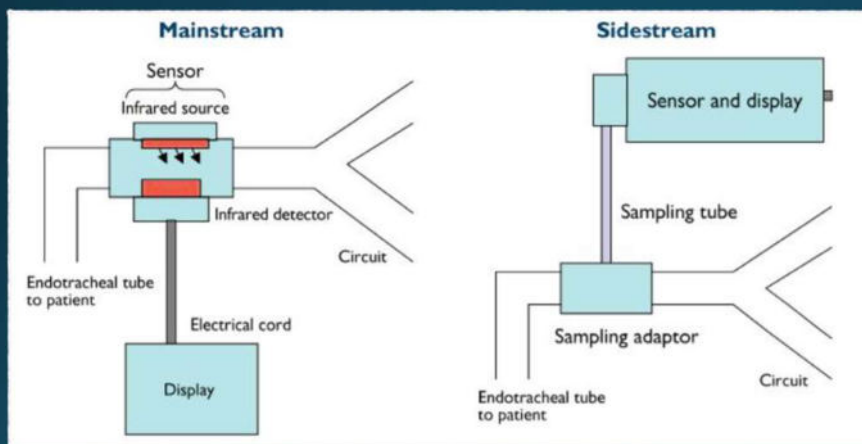 Mainstream
Sensor
Infrared source
Infrared detector
Circuit
Endotracheal tube
to patient
Electrical cord
Display
Sidestream
Sensor and display
Sampling tube
Sampling adaptor
Circuit
Endotracheal tube
to patient